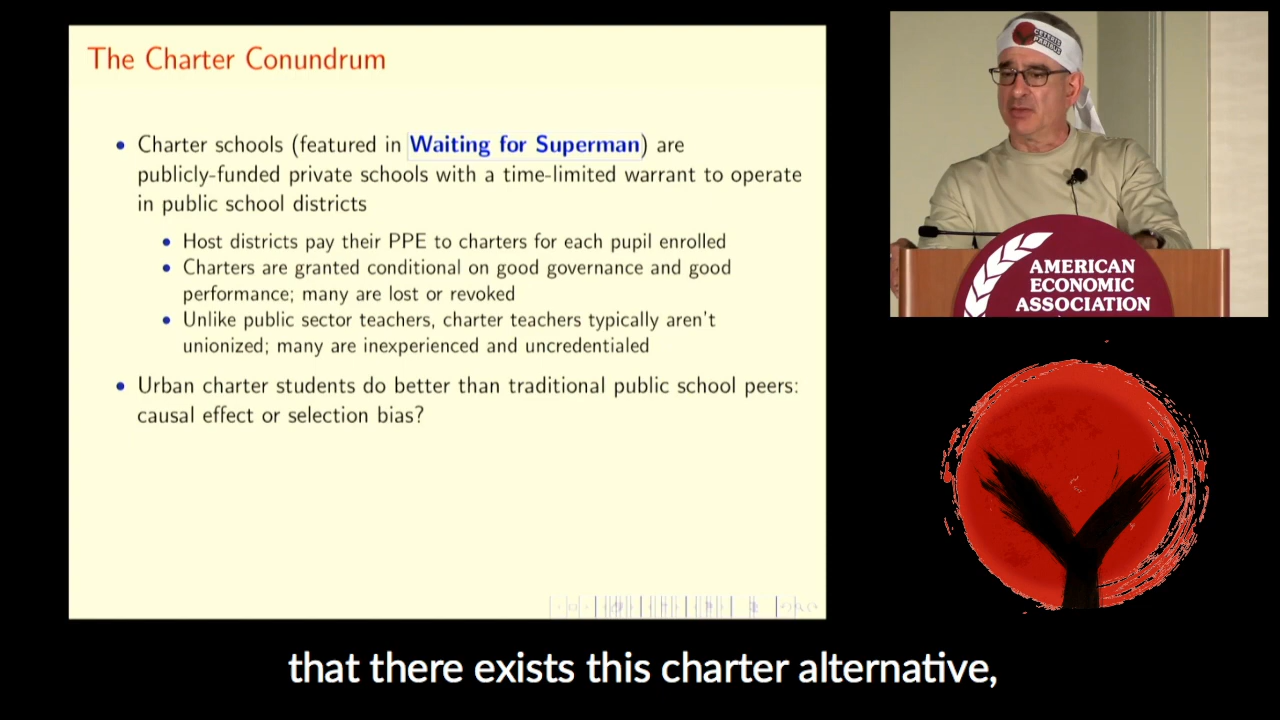 The Charter Conundrum
• Charter schools (featured in Waiting for Superman) are
publicly-funded private schools with a time-limited warrant to operate
in public school districts
• Host districts pay their PPE to charters for each pupil enrolled
• Charters are granted conditional on good governance and good
performance; many are lost or revoked
• Unlike public sector teachers, charter teachers typically aren't
unionized; many are inexperienced and uncredentialed
• Urban charter students do better than traditional public school peers:
causal effect or selection bias?
CETERIS
PARIBUS
AMERICAN
ECONOMIC
ASSOCIATION
that there exists this charter alternative,